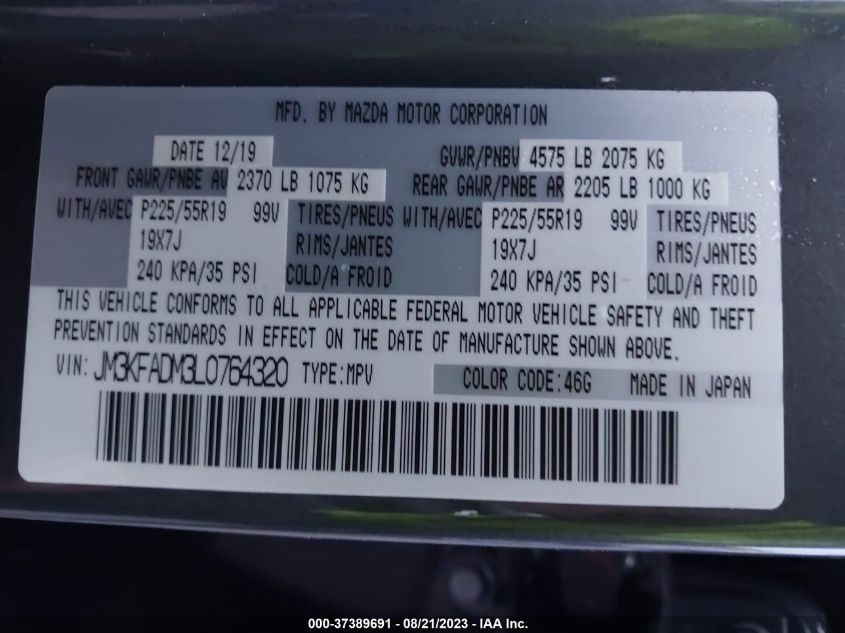 MFD. BY MAZDA MOTOR CORPORATION
DATE 12/19 GVWR/PNBV 4575 LB 2075 KG
FRONT GAWR/PNBE AV 2370 LB 1075 KG REAR GAWR/PNBE AR 2205 LB 1000 KG
WITH/AVEC P225/55R19 99V TIRES/PNEUS WITH/AVEC P225/55R19 99V TIRES/PNEUS
19X7J RIMS/JANTES 19X7J RIMS/JANTES
240 KPA/35 PSI COLD/A FROID 240 KPA/35 PSI COLD/A FROID
THIS VEHICLE CONFORMS TO ALL APPLICABLE FEDERAL MOTOR VEHICLE SAFETY AND THEFT
PREVENTION STANDARDS IN EFFECT ON THE DATE OF MANUFACTURE SHOWN ABOVE.
VIN: JM3KFADM3L0764320 TYPE:MPV COLOR CODE:46G MADE IN JAPAN
000-37389691 - 08/21/2023 - IAA Inc.